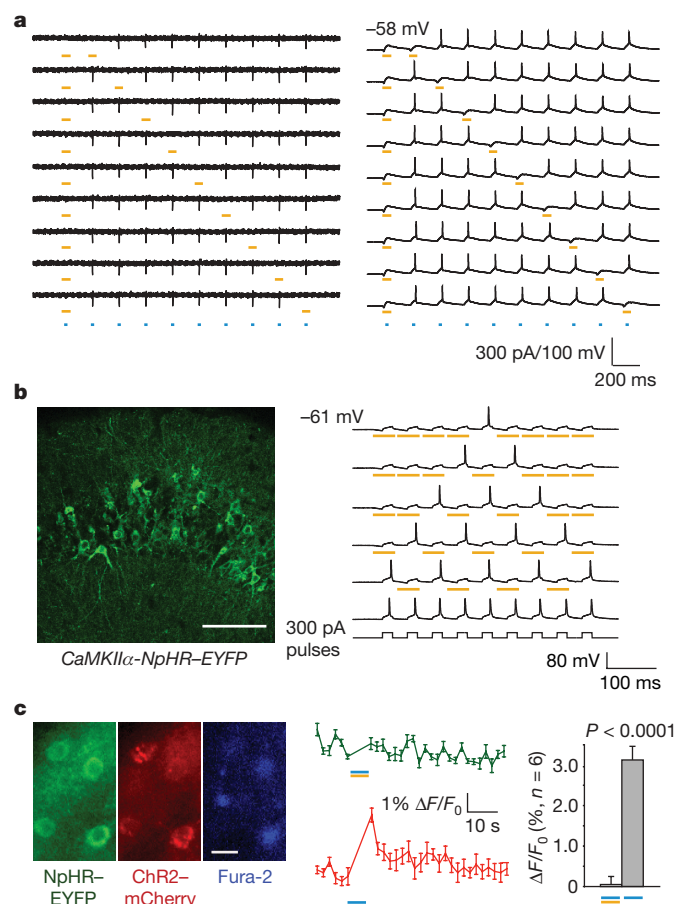 a
–58 mV
300 pA/100 mV
200 ms
b
–61 mV
300 pA
pulses
CaMKIIα-NpHR–EYFP
80 mV
100 ms
c
NpHR–
EYFP
ChR2–
mCherry
Fura-2
1% ΔF/F0
10 s
P < 0.0001
ΔF/F0 (%, n = 6)
3.0
2.0
1.0
0